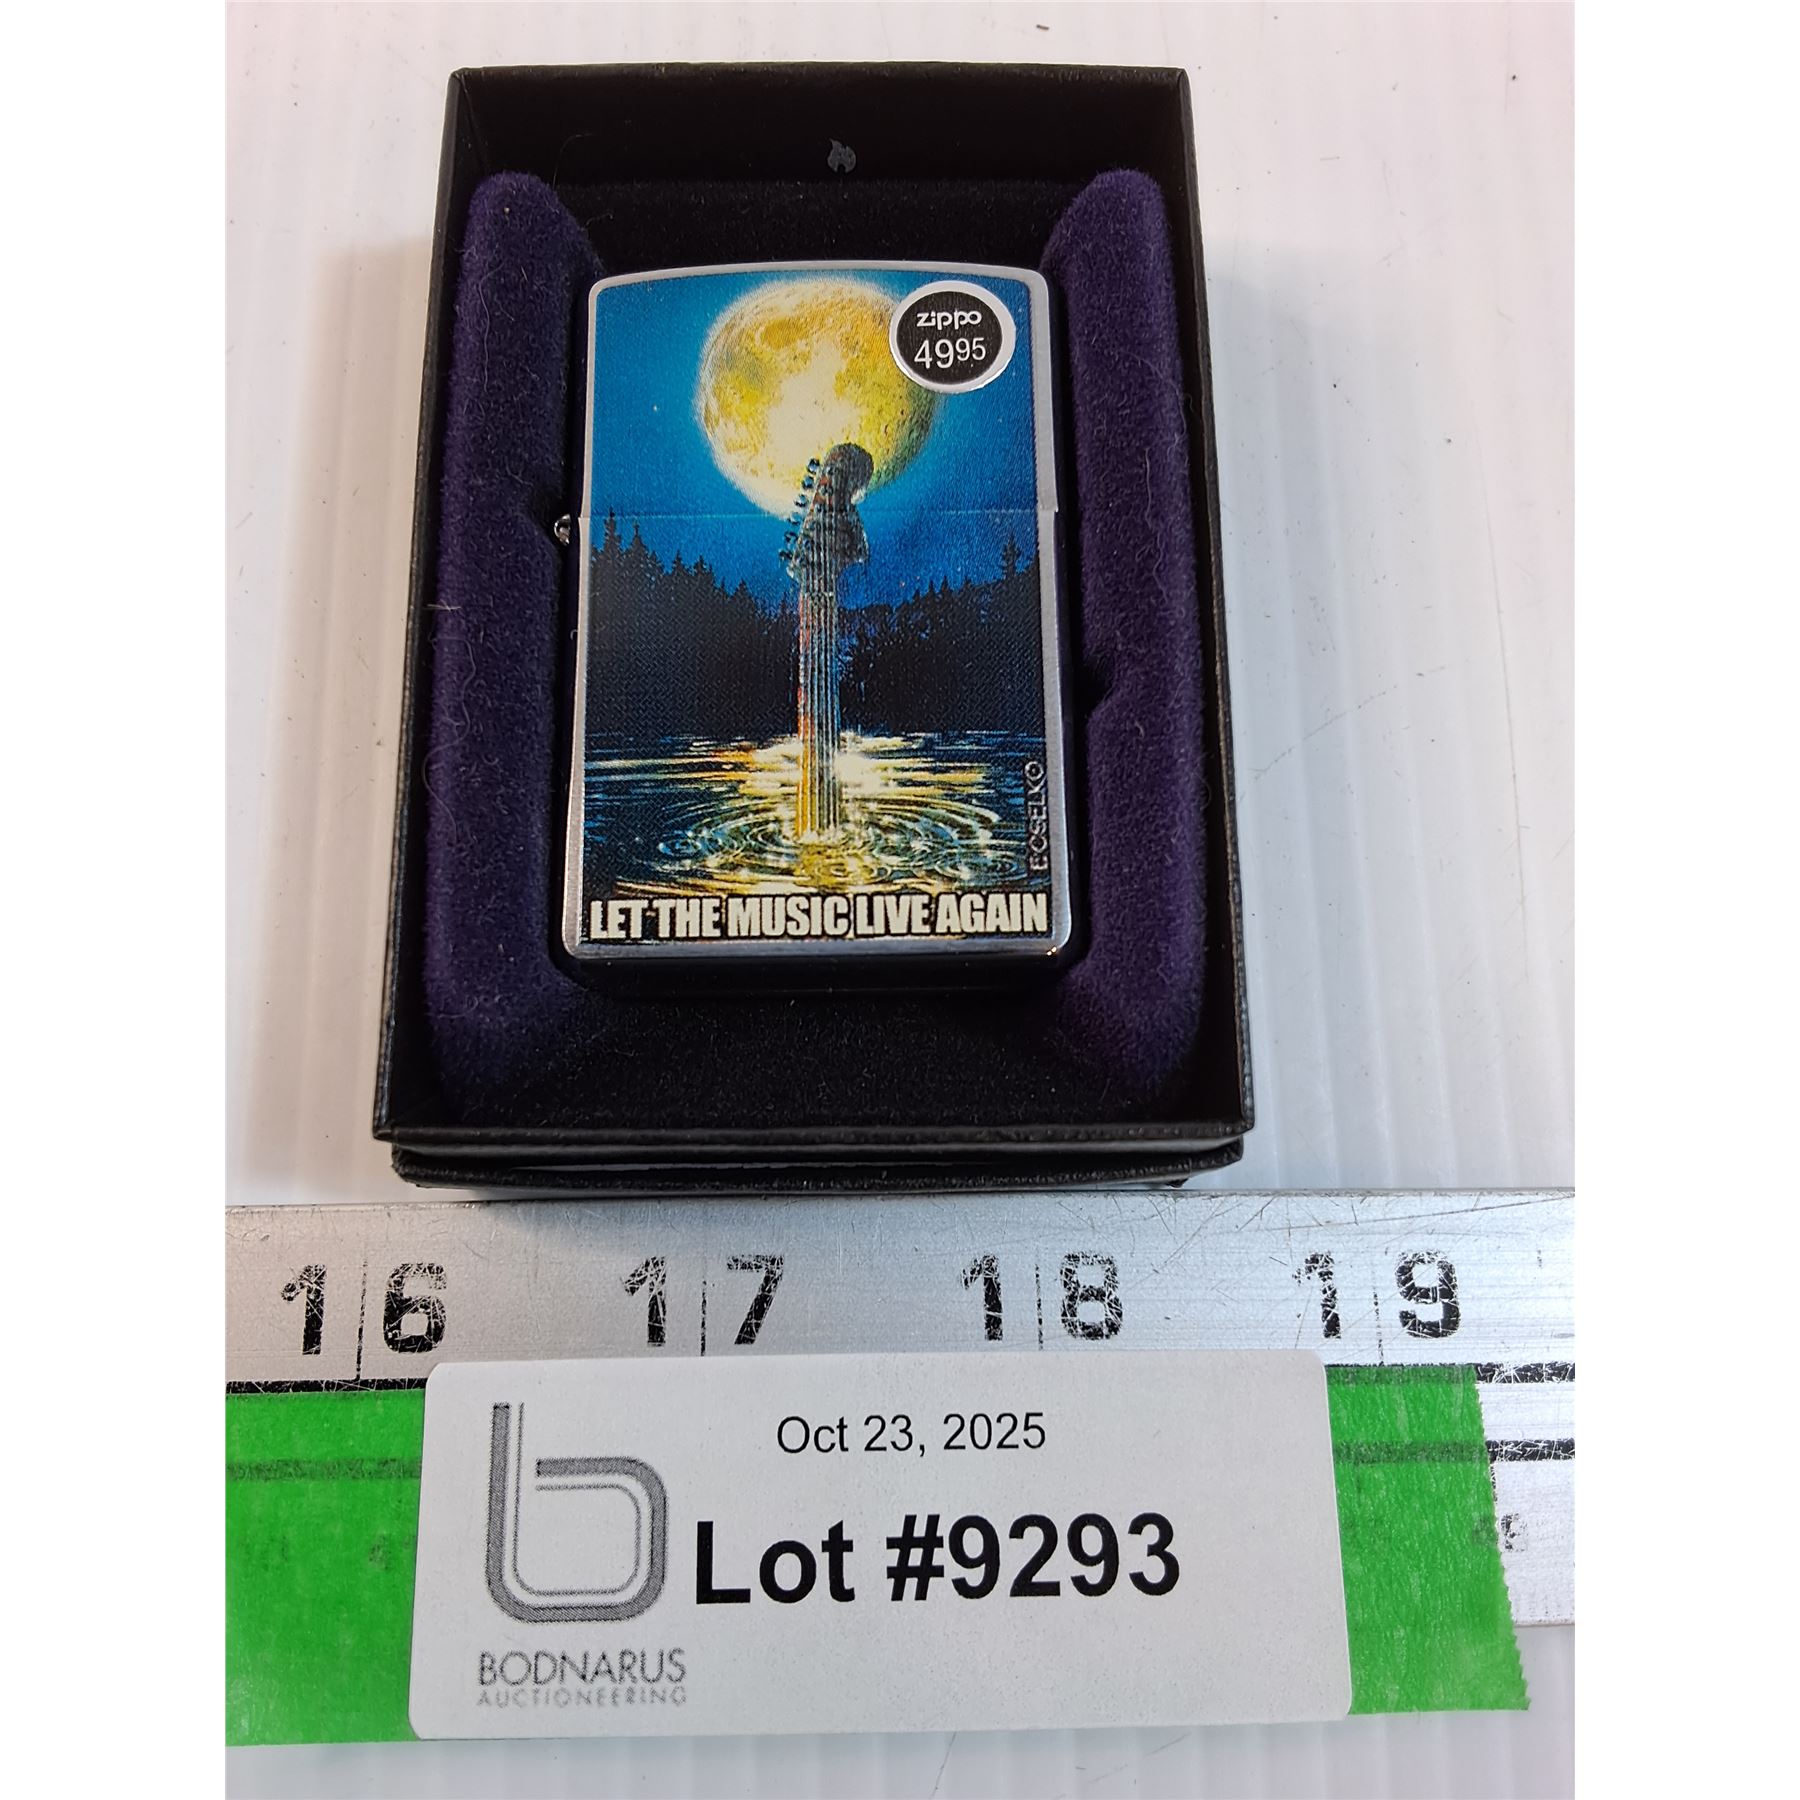 zippo
4995
BOSELKO
LET THE MUSIC LIVE AGAIN
16 17 18 19
Oct 23, 2025
Lot #9293
BODNARUS
AUCTIONEERING